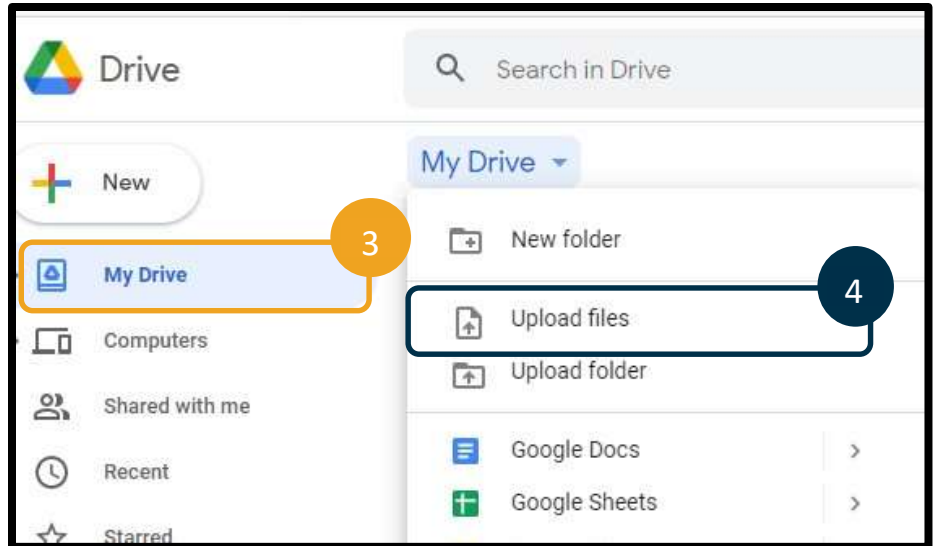 Drive
Search in Drive
New
My Drive
3
My Drive
Computers
Shared with me
Recent
Starred
New folder
4
Upload files
Upload folder
Google Docs
Google Sheets